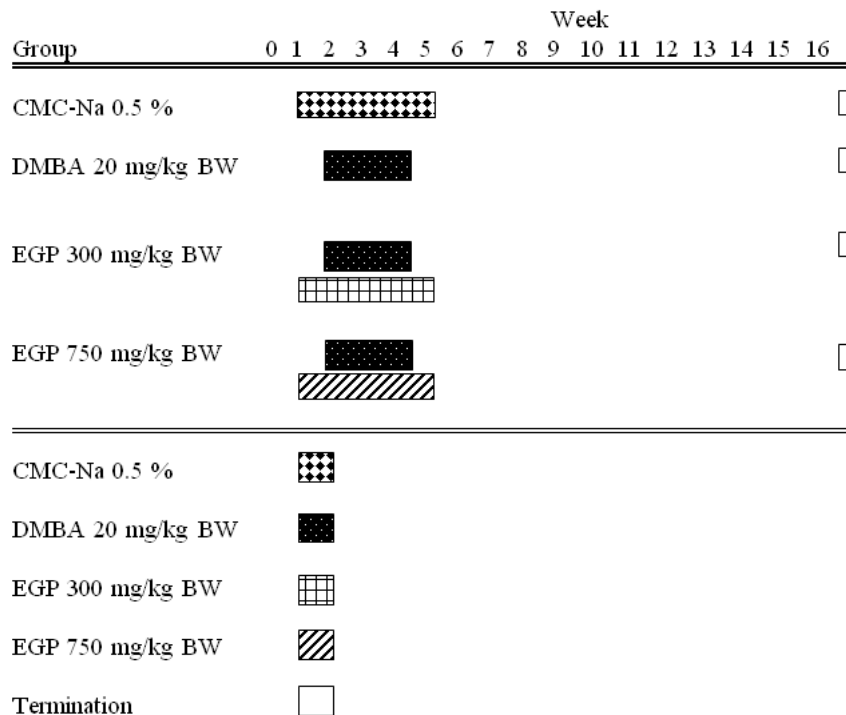 Week
Group 0 1 2 3 4 5 6 7 8 9 10 11 12 13 14 15 16
CMC-Na 0.5 %
DMBA 20 mg/kg BW
EGP 300 mg/kg BW
EGP 750 mg/kg BW
CMC-Na 0.5 %
DMBA 20 mg/kg BW
EGP 300 mg/kg BW
EGP 750 mg/kg BW
Termination